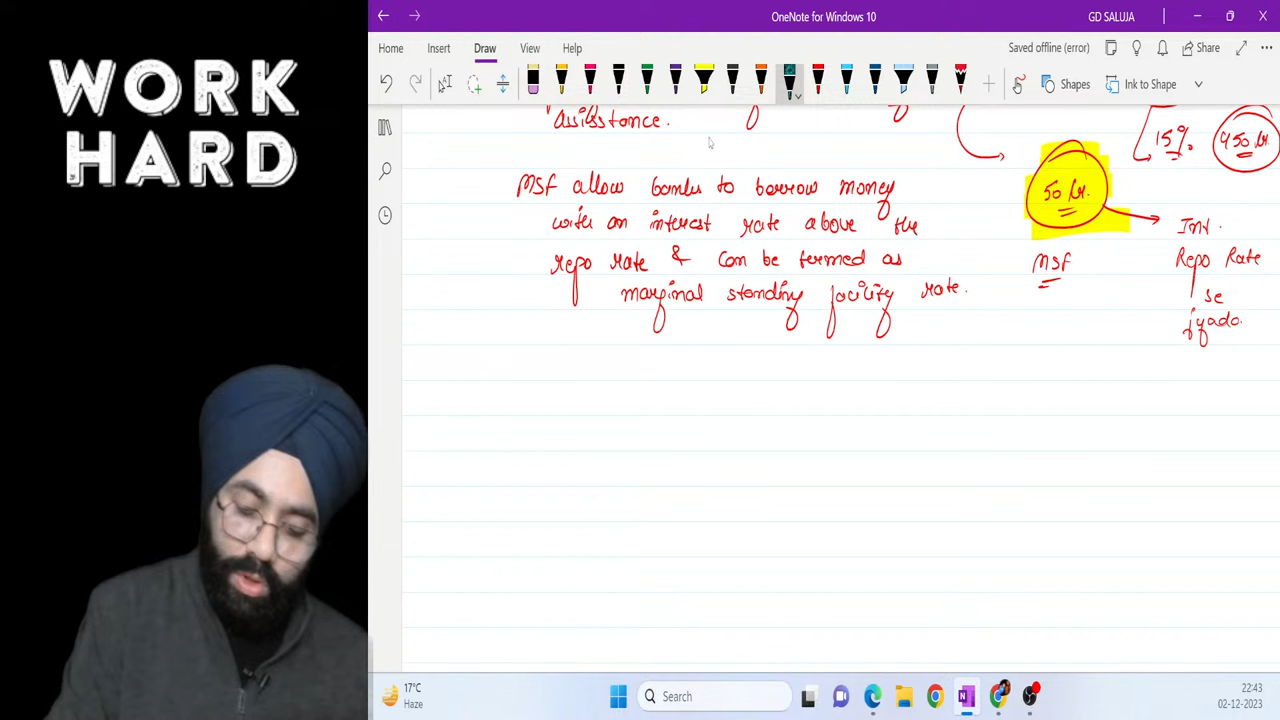 WORK
HARD
OneNote for Windows 10
GD SALUJA
Home Insert Draw View Help
Saved offline (error)
Share
Shapes
Ink to Shape
Assisstance.
15%
450 Cr.
MSF allow banks to borrow money
with an interest rate above the
repo rate & can be termed as
marginal standing facility rate.
50 Cr.
MSF
Int.
Repo Rate
se
jyada.
17°C
Haze
Search
22:43
02-12-2023